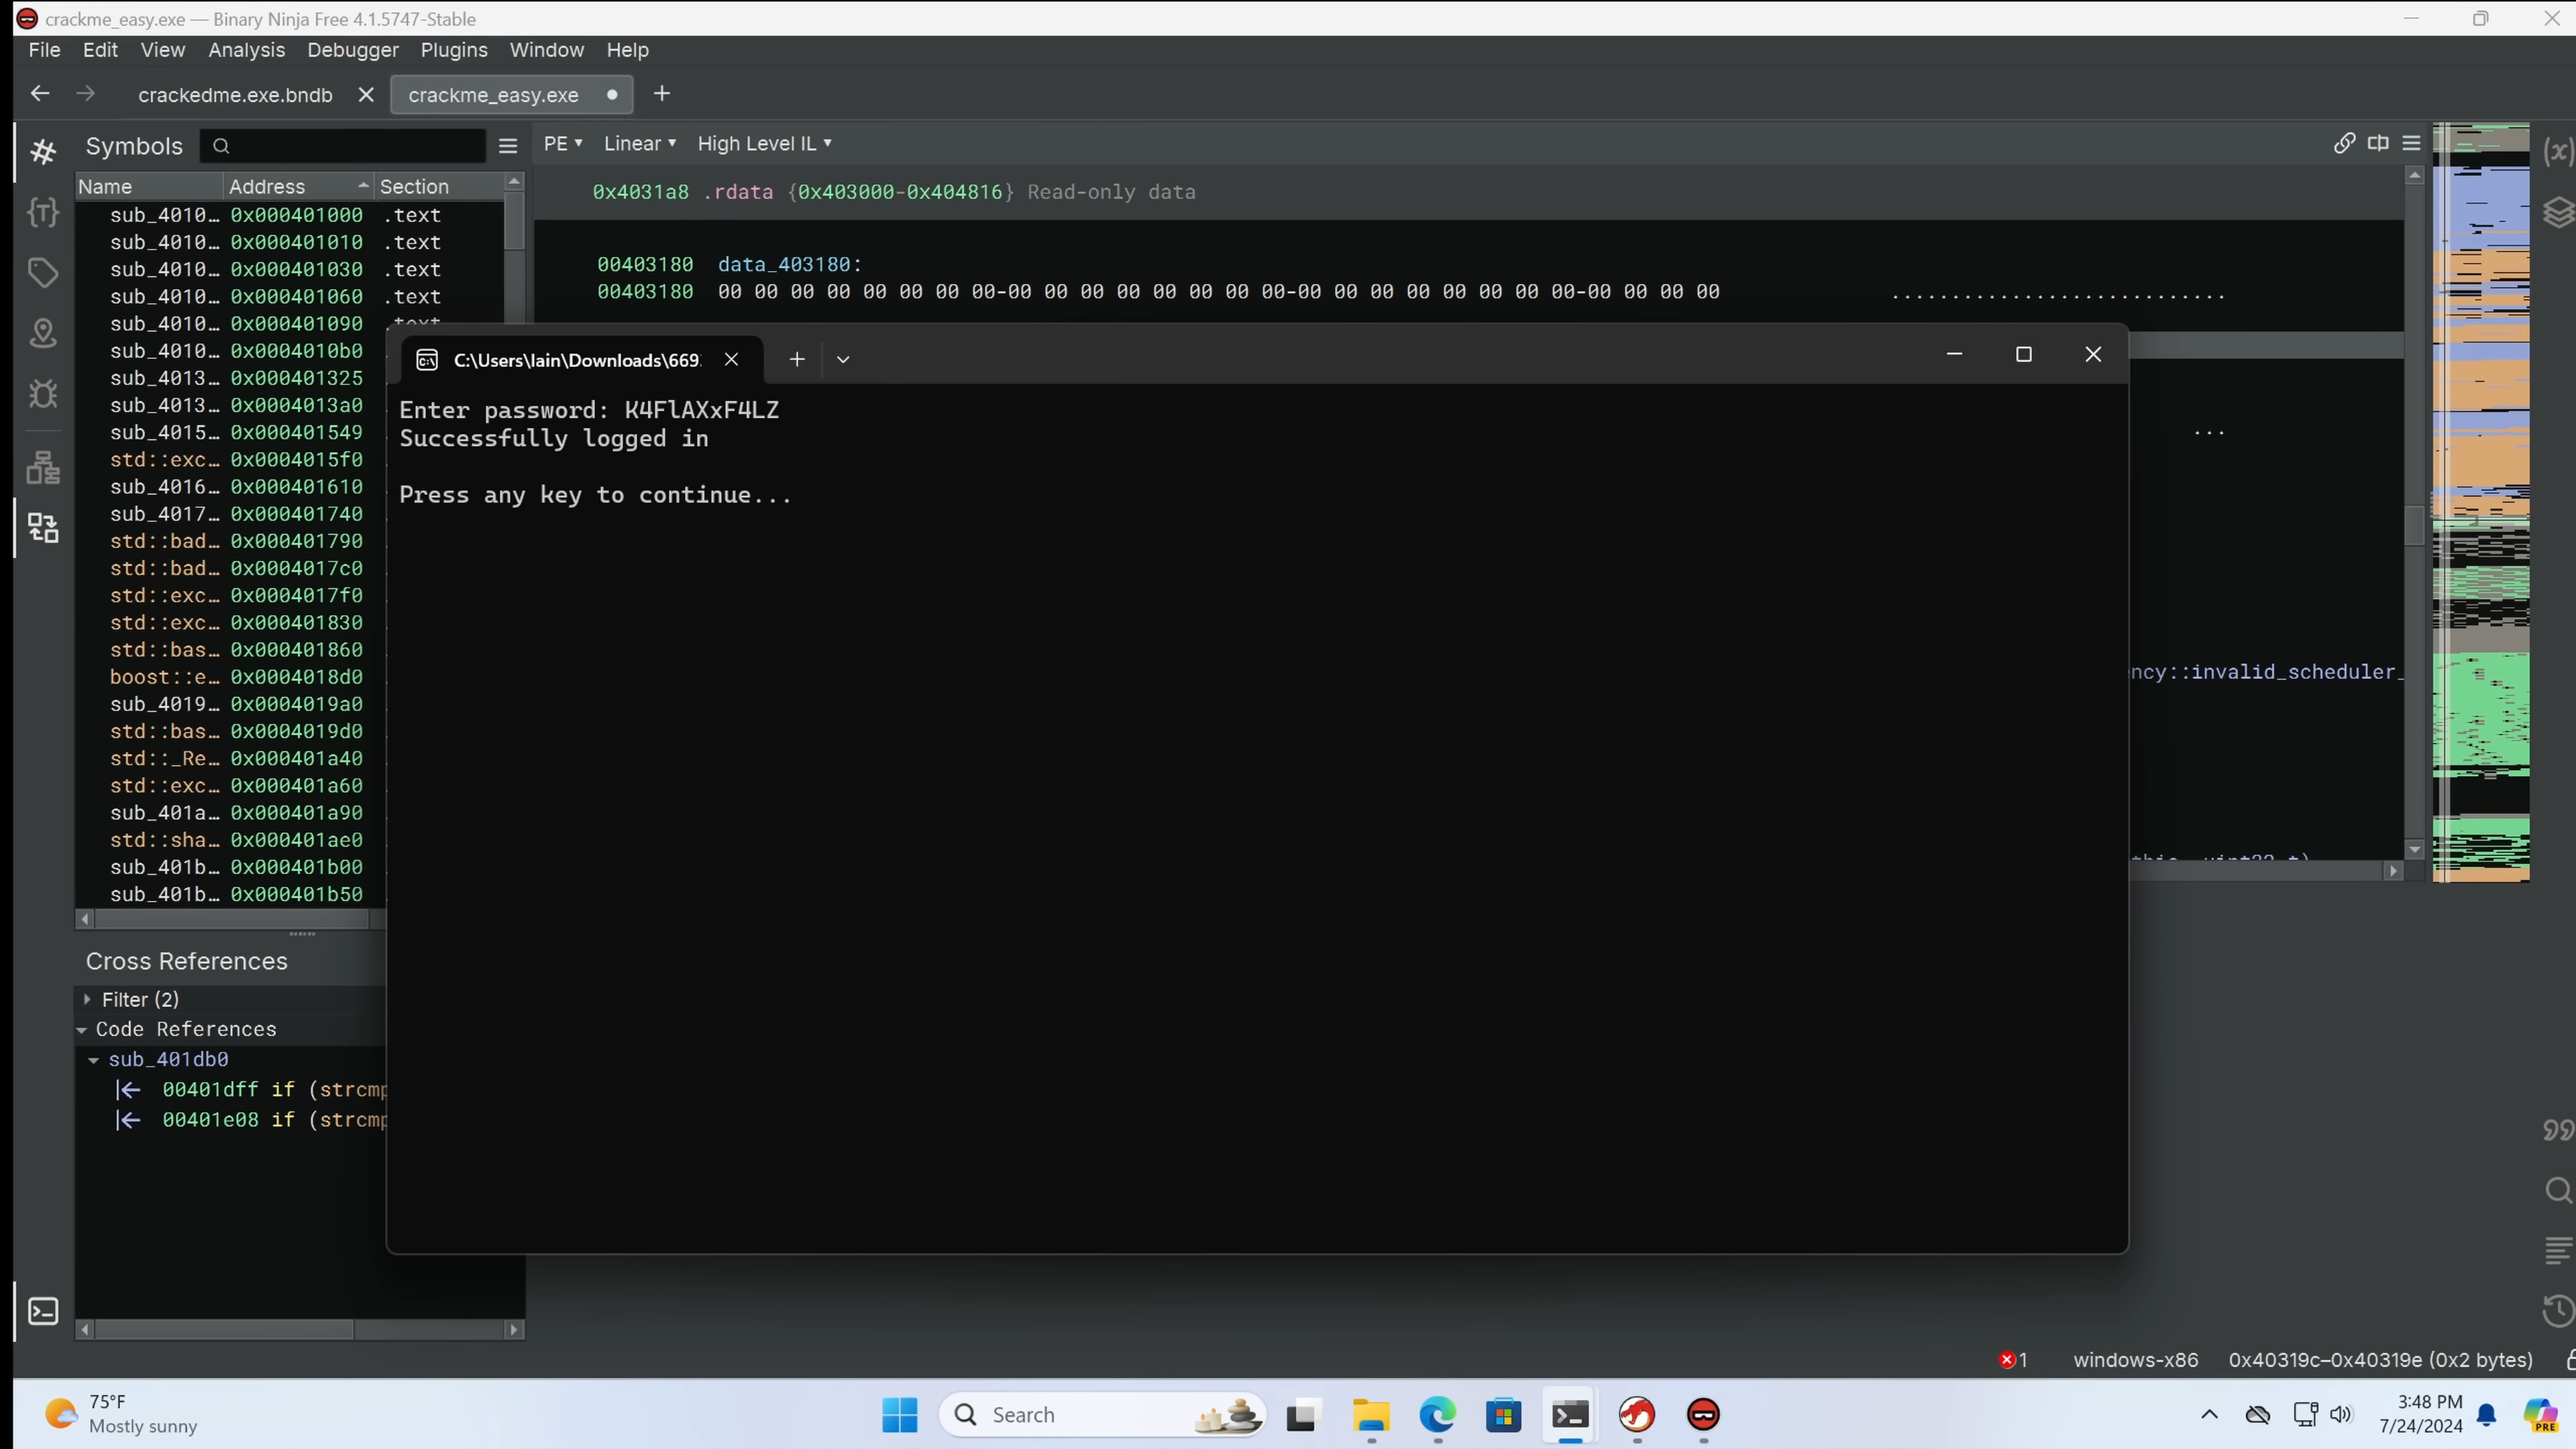 crackme_easy.exe — Binary Ninja Free 4.1.5747-Stable
File Edit View Analysis Debugger Plugins Window Help
crackedme.exe.bndb crackme_easy.exe
Symbols
PE Linear High Level IL
Name Address Section
0x4031a8 .rdata {0x403000-0x404816} Read-only data
sub_4010… 0x000401000 .text
sub_4010… 0x000401010 .text
sub_4010… 0x000401030 .text
sub_4010… 0x000401060 .text
sub_4010… 0x000401090 .text
sub_4010… 0x0004010b0
sub_4013… 0x000401325
sub_4013… 0x0004013a0
sub_4015… 0x000401549
std::exc… 0x0004015f0
sub_4016… 0x000401610
sub_4017… 0x000401740
std::bad… 0x000401790
std::bad… 0x0004017c0
std::exc… 0x0004017f0
std::exc… 0x000401830
std::bas… 0x000401860
boost::e… 0x0004018d0
sub_4019… 0x0004019a0
std::bas… 0x0004019d0
std::_Re… 0x000401a40
std::exc… 0x000401a60
sub_401a… 0x000401a90
std::sha… 0x000401ae0
sub_401b… 0x000401b00
sub_401b… 0x000401b50
00403180 data_403180:
00403180 00 00 00 00 00 00 00 00-00 00 00 00 00 00 00 00-00 00 00 00 00 00 00 00-00 00 00 00 ............................
...
ncy::invalid_scheduler_
C:\Users\Iain\Downloads\669
Enter password: K4FlAXxF4LZ
Successfully logged in
Press any key to continue...
Cross References
Filter (2)
Code References
sub_401db0
00401dff if (strcmp
00401e08 if (strcmp
1 windows-x86 0x40319c–0x40319e (0x2 bytes)
75°F
Mostly sunny
Search
3:48 PM
7/24/2024
PRE